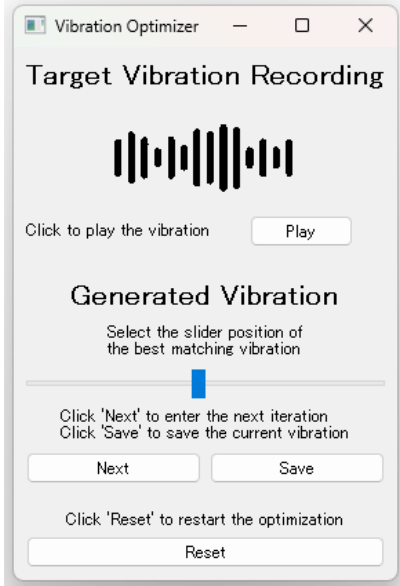 Vibration Optimizer
Target Vibration Recording
Click to play the vibration
Play
Generated Vibration
Select the slider position of
the best matching vibration
Click 'Next' to enter the next iteration
Click 'Save' to save the current vibration
Next
Save
Click 'Reset' to restart the optimization
Reset